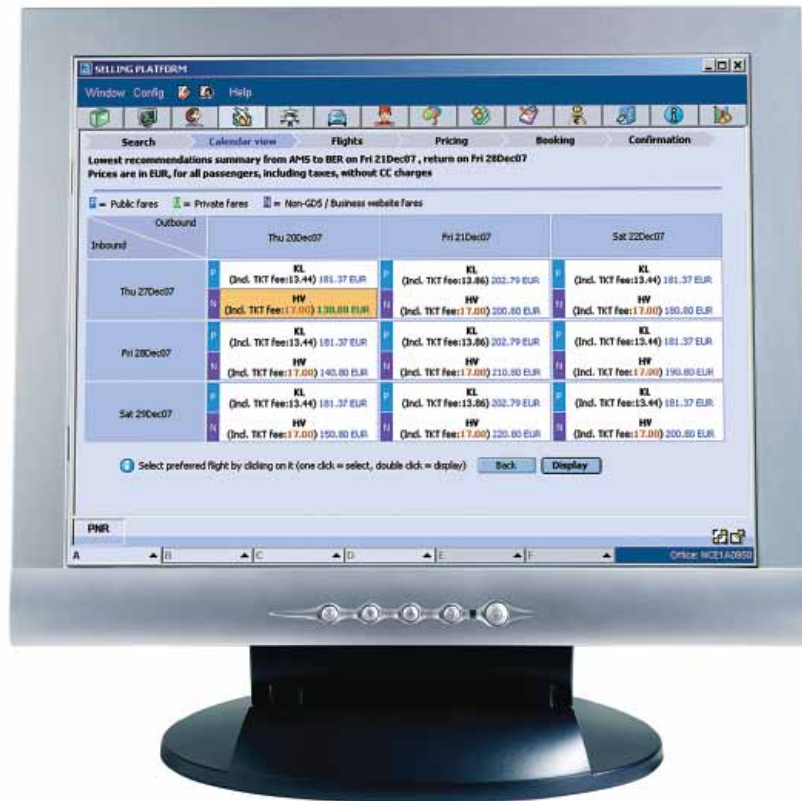 SELLING PLATFORM
Window Config Help
Search Calendar view Flights Pricing Booking Confirmation
Lowest recommendations summary from AMS to BER on Fri 21Dec07 , return on Fri 28Dec07
Prices are in EUR, for all passengers, including taxes, without CC charges
P = Public fares = Private fares N = Non-GDS / Business website fares
Outbound
Inbound
Thu 20Dec07 Fri 21Dec07 Sat 22Dec07
Thu 27Dec07
P KL P KL P KL
(Incl. TKT fee:13.44) 181.37 EUR (Incl. TKT fee:13.86) 202.79 EUR (Incl. TKT fee:13.44) 181.37 EUR
N HV N HV N HV
(Incl. TKT fee:17.00) 130.80 EUR (Incl. TKT fee:17.00) 200.80 EUR (Incl. TKT fee:17.00) 180.80 EUR
Fri 28Dec07
P KL P KL P KL
(Incl. TKT fee:13.44) 181.37 EUR (Incl. TKT fee:13.86) 202.79 EUR (Incl. TKT fee:13.44) 181.37 EUR
N HV N HV N HV
(Incl. TKT fee:17.00) 140.80 EUR (Incl. TKT fee:17.00) 210.80 EUR (Incl. TKT fee:17.00) 190.80 EUR
Sat 29Dec07
P KL P KL P KL
(Incl. TKT fee:13.44) 181.37 EUR (Incl. TKT fee:13.86) 202.79 EUR (Incl. TKT fee:13.44) 181.37 EUR
N HV N HV N HV
(Incl. TKT fee:17.00) 150.80 EUR (Incl. TKT fee:17.00) 220.80 EUR (Incl. TKT fee:17.00) 200.80 EUR
Select preferred flight by clicking on it (one click = select, double click = display) Back Display
PNR
A B C D E F Office: NCE1A0950